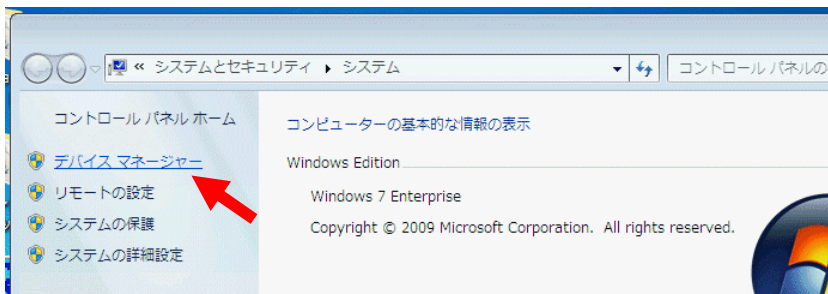 « システムとセキュリティ ▸ システム
コントロール パネルの
コントロール パネル ホーム
デバイス マネージャー
リモートの設定
システムの保護
システムの詳細設定
コンピューターの基本的な情報の表示
Windows Edition
Windows 7 Enterprise
Copyright © 2009 Microsoft Corporation. All rights reserved.